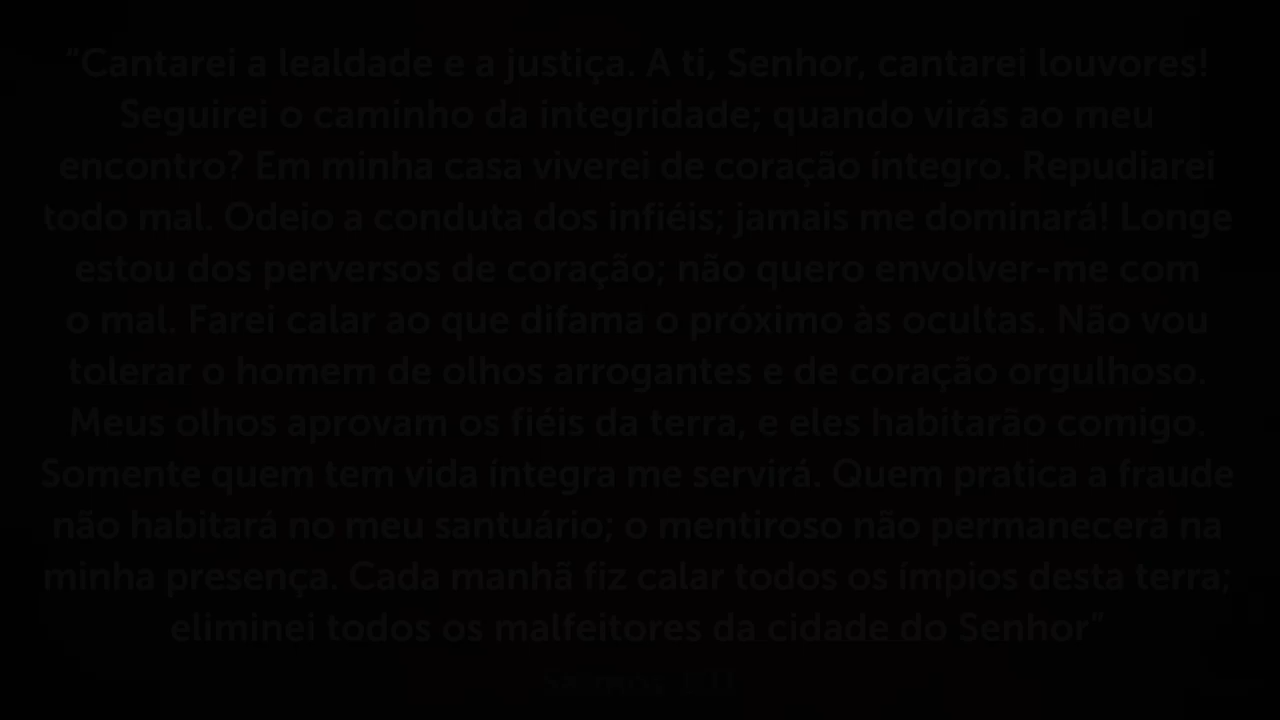 “Cantarei a lealdade e a justiça. A ti, Senhor, cantarei louvores!
Seguirei o caminho da integridade; quando virás ao meu
encontro? Em minha casa viverei de coração íntegro. Repudiarei
todo mal. Odeio a conduta dos infiéis; jamais me dominará! Longe
estou dos perversos de coração; não quero envolver-me com
o mal. Farei calar ao que difama o próximo às ocultas. Não vou
tolerar o homem de olhos arrogantes e de coração orgulhoso.
Meus olhos aprovam os fiéis da terra, e eles habitarão comigo.
Somente quem tem vida íntegra me servirá. Quem pratica a fraude
não habitará no meu santuário; o mentiroso não permanecerá na
minha presença. Cada manhã fiz calar todos os ímpios desta terra;
eliminei todos os malfeitores da cidade do Senhor”